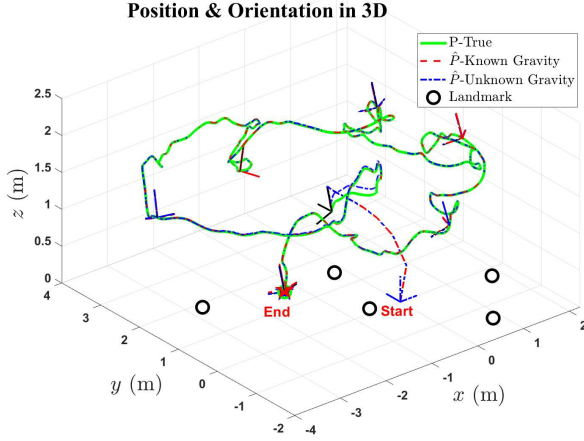 Position & Orientation in 3D
P-True
P̂-Known Gravity
P̂-Unknown Gravity
Landmark
2.5
2
1.5
1
0.5
0
z (m)
4
3
2
1
0
-1
-2
y (m)
-4
-3
-2
-1
0
1
2
x (m)
End
Start